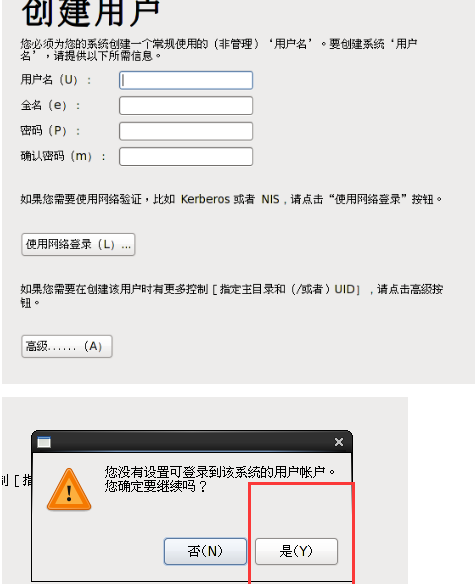 创建用户
您必须为您的系统创建一个常规使用的（非管理）‘用户名’。要创建系统‘用户
名’，请提供以下所需信息。
用户名（U）：
全名（e）：
密码（P）：
确认密码（m）：
如果您需要使用网络验证，比如 Kerberos 或者 NIS，请点击“使用网络登录”按钮。
使用网络登录（L）...
如果您需要在创建该用户时有更多控制［指定主目录和（/或者）UID］，请点击高级按
钮。
高级......（A）
制［指
您没有设置可登录到该系统的用户帐户。
您确定要继续吗？
否(N)
是(Y)